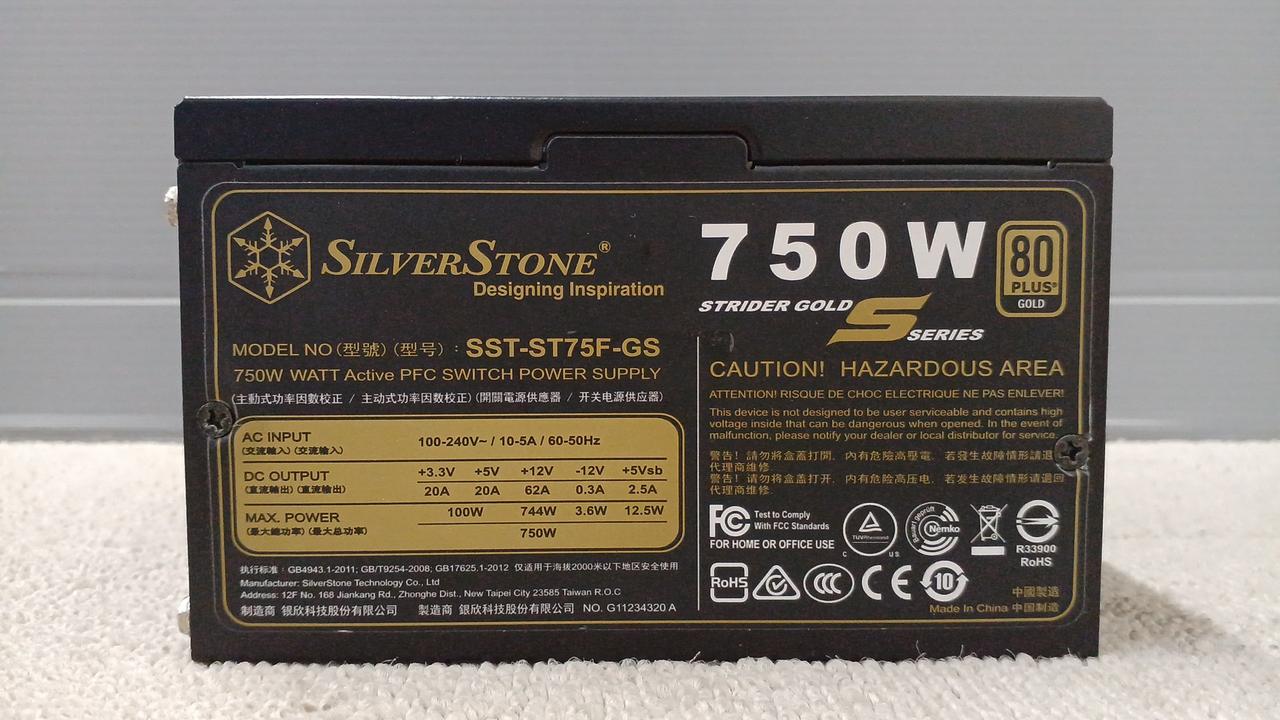 SILVERSTONE®
Designing Inspiration
750W
80
PLUS®
GOLD
STRIDER GOLD S SERIES
MODEL NO (型號) (型号) : SST-ST75F-GS
750W WATT Active PFC SWITCH POWER SUPPLY
(主動式功率因數校正 / 主动式功率因数校正) (開關電源供應器 / 开关电源供应器)
AC INPUT 100-240V~ / 10-5A / 60-50Hz
(交流輸入) (交流輸入)
DC OUTPUT +3.3V +5V +12V -12V +5Vsb
(直流輸出) (直流輸出) 20A 20A 62A 0.3A 2.5A
MAX. POWER 100W 744W 3.6W 12.5W
(最大總功率) (最大总功率) 750W
执行标准 : GB4943.1-2011; GB/T9254-2008; GB17625.1-2012 仅适用于海拔2000米以下地区安全使用
Manufacturer: SilverStone Technology Co., Ltd
Address: 12F No. 168 Jiankang Rd., Zhonghe Dist., New Taipei City 23585 Taiwan R.O.C
制造商 银欣科技股份有限公司 製造商 銀欣科技股份有限公司 NO. G11234320 A
CAUTION! HAZARDOUS AREA
ATTENTION! RISQUE DE CHOC ELECTRIQUE NE PAS ENLEVER!
This device is not designed to be user serviceable and contains high
voltage inside that can be dangerous when opened. In the event of
malfunction, please notify your dealer or local distributor for service.
警告! 請勿將盒蓋打開. 內有危險高壓電. 若發生故障情形請退
代理商維修.
警告! 请勿将盒盖打开. 内有危险高压电. 若发生故障情形请退回
代理商维修.
FC Test to Comply
With FCC Standards
FOR HOME OR OFFICE USE
TÜVRheinland
C US
Bauart geprüft
Nemko
R33900
RoHS
RoHS
CCC
CE
10
中國製造
Made In China 中国制造